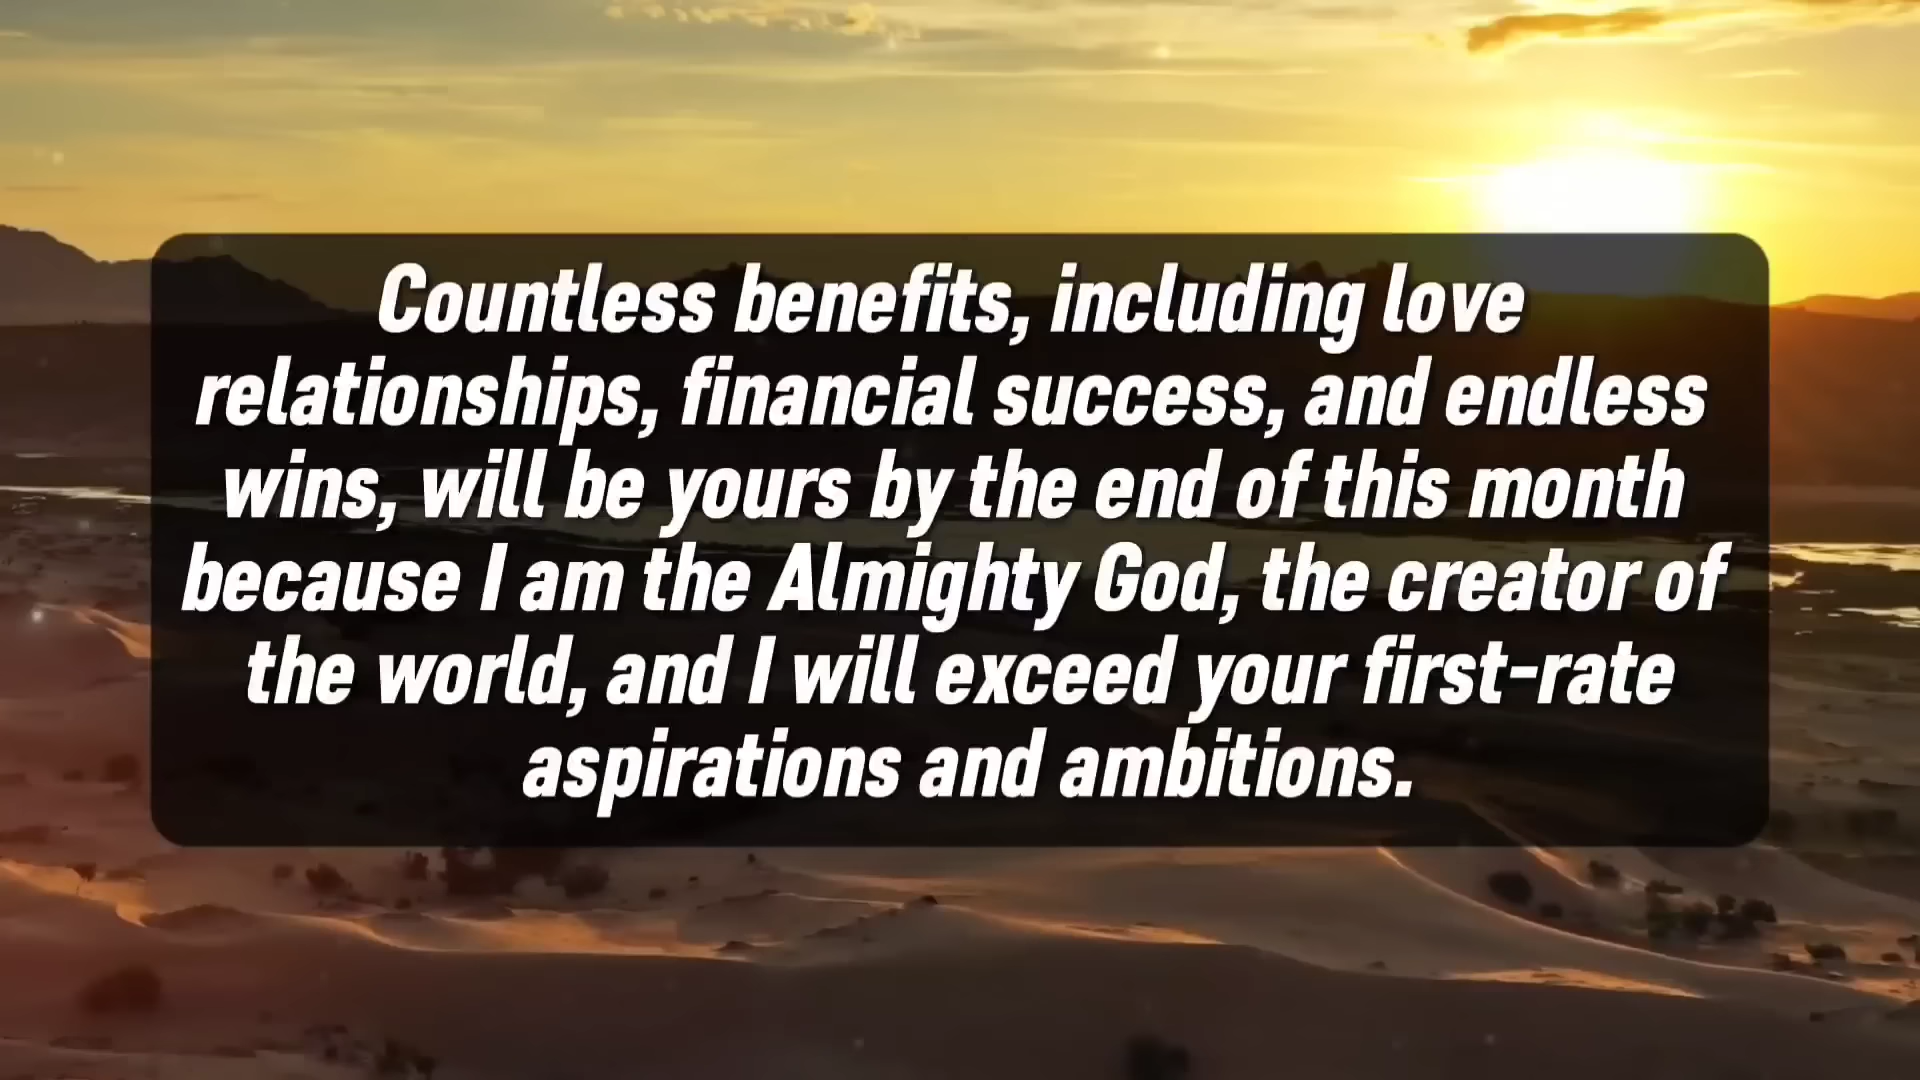 Countless benefits, including love
relationships, financial success, and endless
wins, will be yours by the end of this month
because I am the Almighty God, the creator of
the world, and I will exceed your first-rate
aspirations and ambitions.